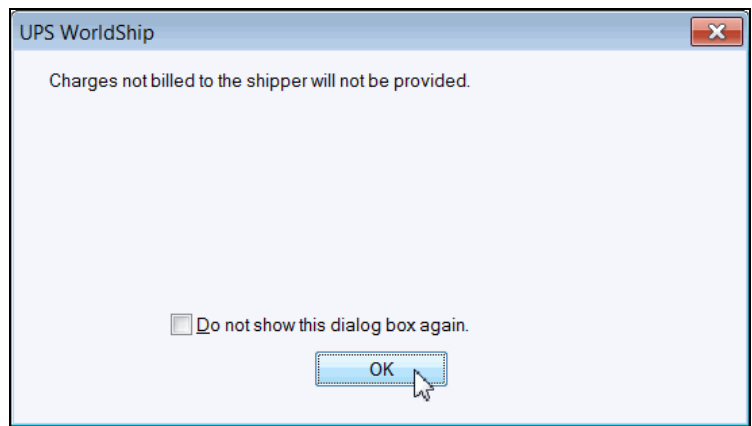 UPS WorldShip
Charges not billed to the shipper will not be provided.
Do not show this dialog box again.
OK